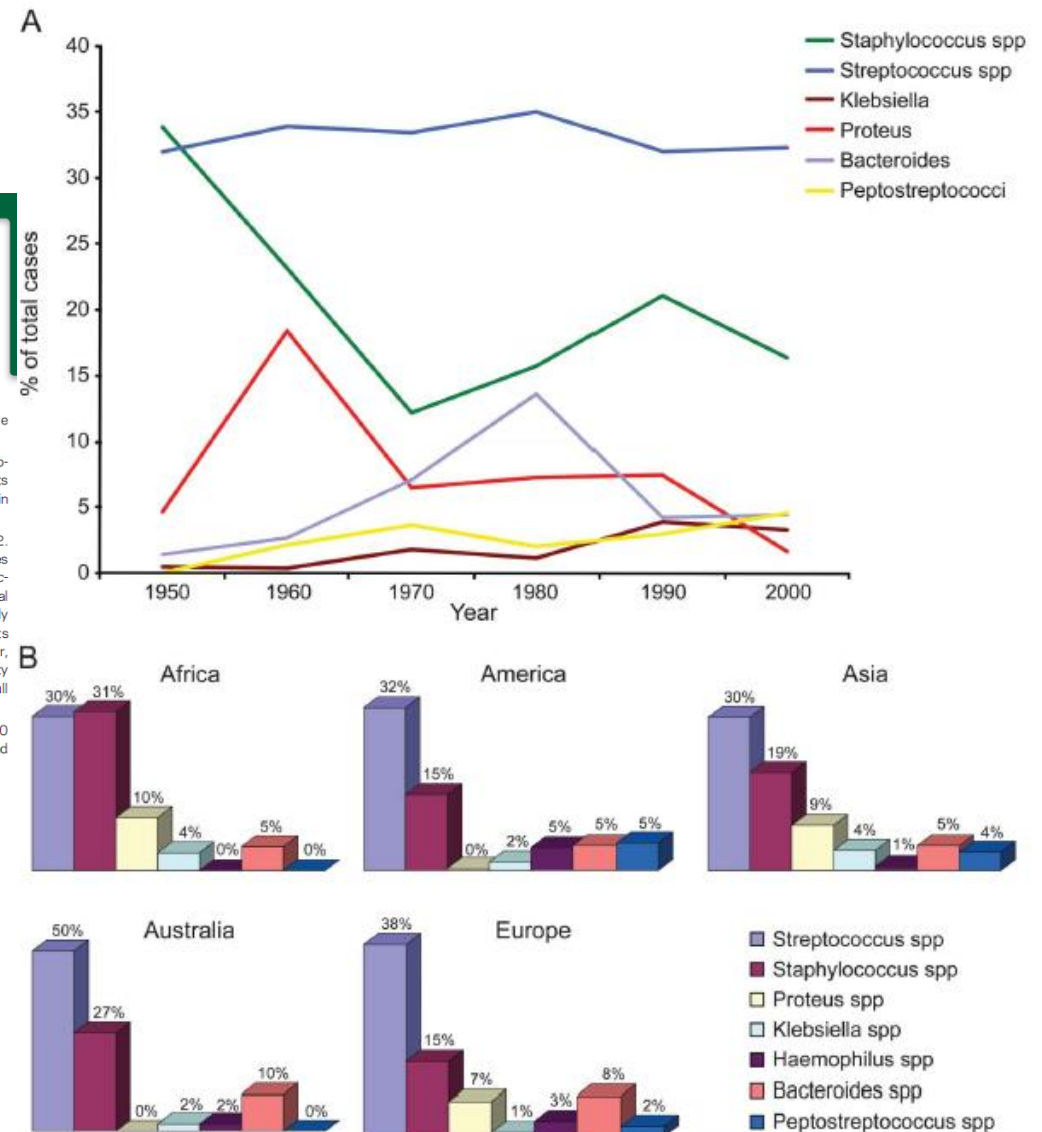 A
Staphylococcus spp
Streptococcus spp
Klebsiella
Proteus
Bacteroides
Peptostreptococci
% of total cases
40
35
30
25
20
15
10
5
0
1950 1960 1970 1980 1990 2000
Year
B
Africa
30% 31% 10% 4% 0% 5% 0%
America
32% 15% 0% 2% 5% 5% 5%
Asia
30% 19% 9% 4% 1% 5% 4%
Australia
50% 27% 0% 2% 2% 10% 0%
Europe
38% 15% 7% 1% 3% 8% 2%
Streptococcus spp
Staphylococcus spp
Proteus spp
Klebsiella spp
Haemophilus spp
Bacteroides spp
Peptostreptococcus spp